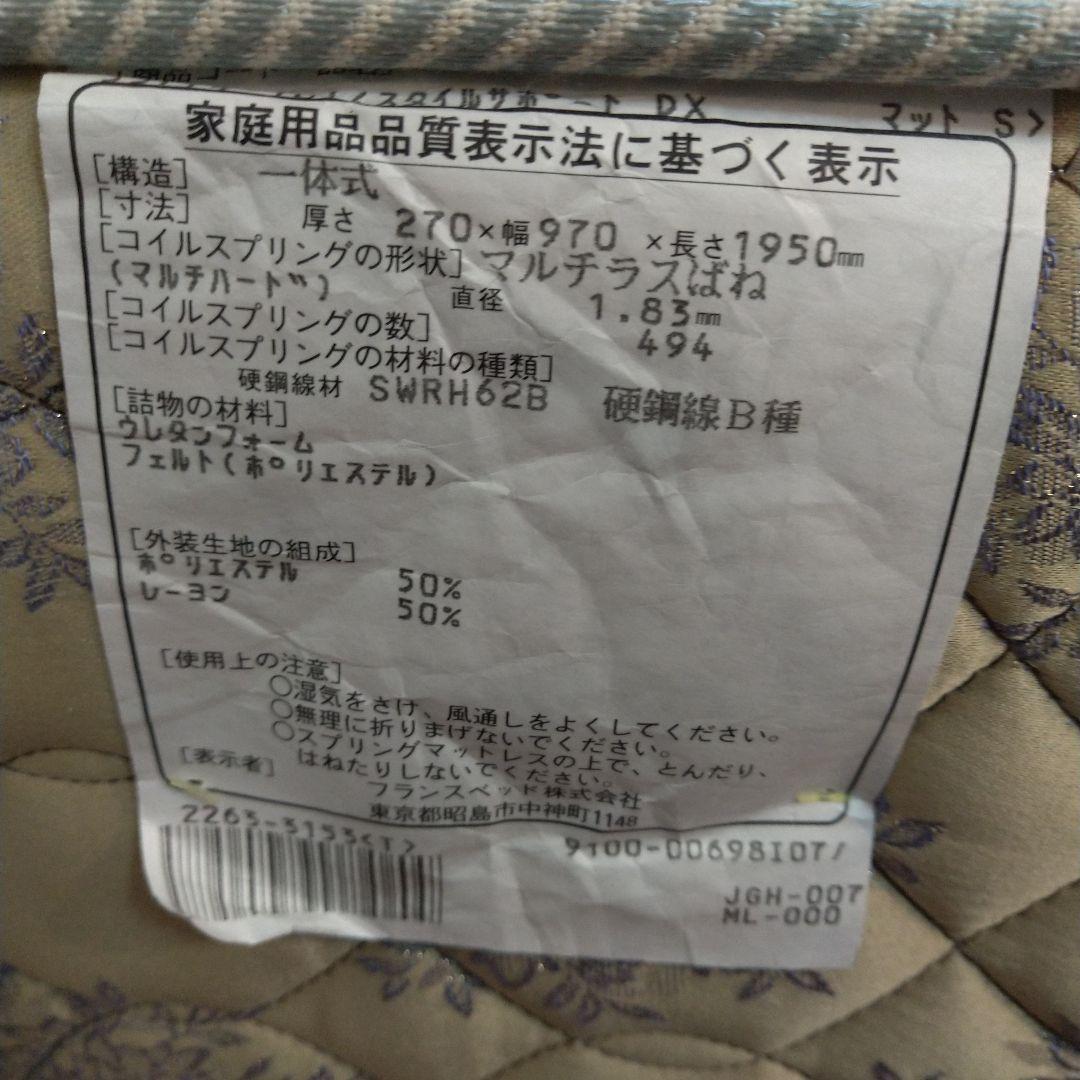 スタイルサポート DX マット S>
家庭用品品質表示法に基づく表示
[構造] 一体式
[寸法] 厚さ 270×幅970 ×長さ1950mm
[コイルスプリングの形状] マルチラスばね
(マルチハード) 直径 1.83mm
[コイルスプリングの数] 494
[コイルスプリングの材料の種類]
硬鋼線材 SWRH62B 硬鋼線B種
[詰物の材料]
ウレタンフォーム
フェルト(ポリエステル)
[外装生地の組成]
ポリエステル 50%
レーヨン 50%
[使用上の注意]
○湿気をさけ、風通しをよくしてください。
○無理に折りまげないでください。
○スプリングマットレスの上で、とんだり、
はねたりしないでください。
[表示者] フランスベッド株式会社
東京都昭島市中神町1148
2263-3153<T>
9100-00698I07/
JGH-007
ML-000